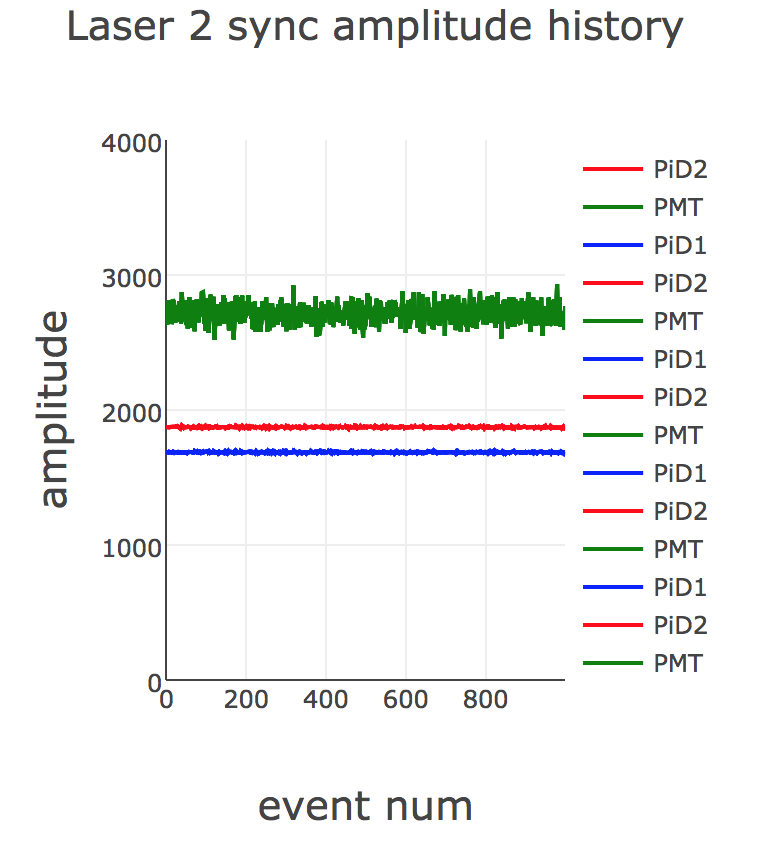 Laser 2 sync amplitude history
4000
3000
2000
1000
0
amplitude
0 200 400 600 800
event num
PiD2
PMT
PiD1
PiD2
PMT
PiD1
PiD2
PMT
PiD1
PiD2
PMT
PiD1
PiD2
PMT